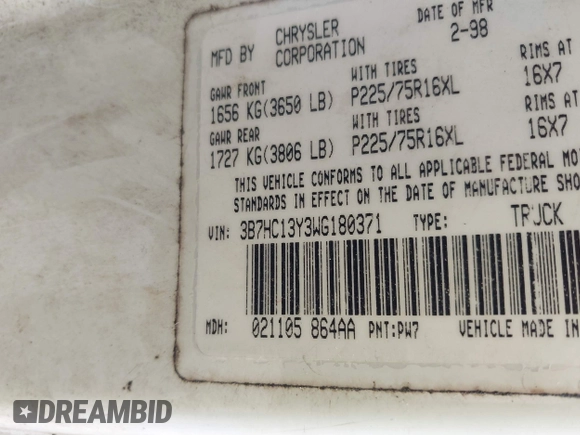 DATE OF MFR
MFD BY CHRYSLER CORPORATION 2-98
GAWR FRONT WITH TIRES RIMS AT
1656 KG(3650 LB) P225/75R16XL 16X7
GAWR REAR WITH TIRES RIMS AT
1727 KG(3806 LB) P225/75R16XL 16X7
THIS VEHICLE CONFORMS TO ALL APPLICABLE FEDERAL MO
STANDARDS IN EFFECT ON THE DATE OF MANUFACTURE SHOW
VIN: 3B7HC13Y3WG180371 TYPE: TRUCK
MDH: 021105 864AA PNT:PW7 VEHICLE MADE IN
DREAMBID